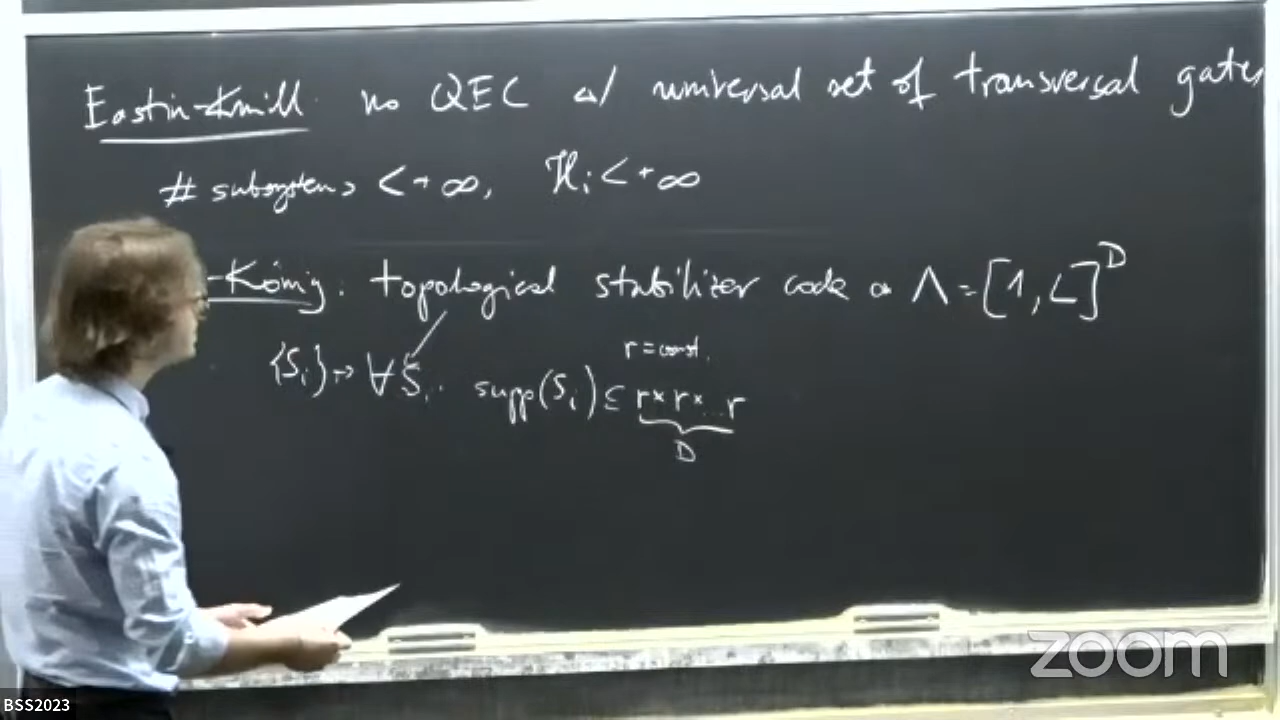 Eastin-Knill: no QEC w/ universal set of transversal gates
# subsystems < +∞, ℋi < +∞
-König: topological stabilizer code on Λ = [1, L]^D
r = const.
{Si} → ∀ Si: supp(Si) ⊆ r × r × ... r
D
zoom
BSS2023